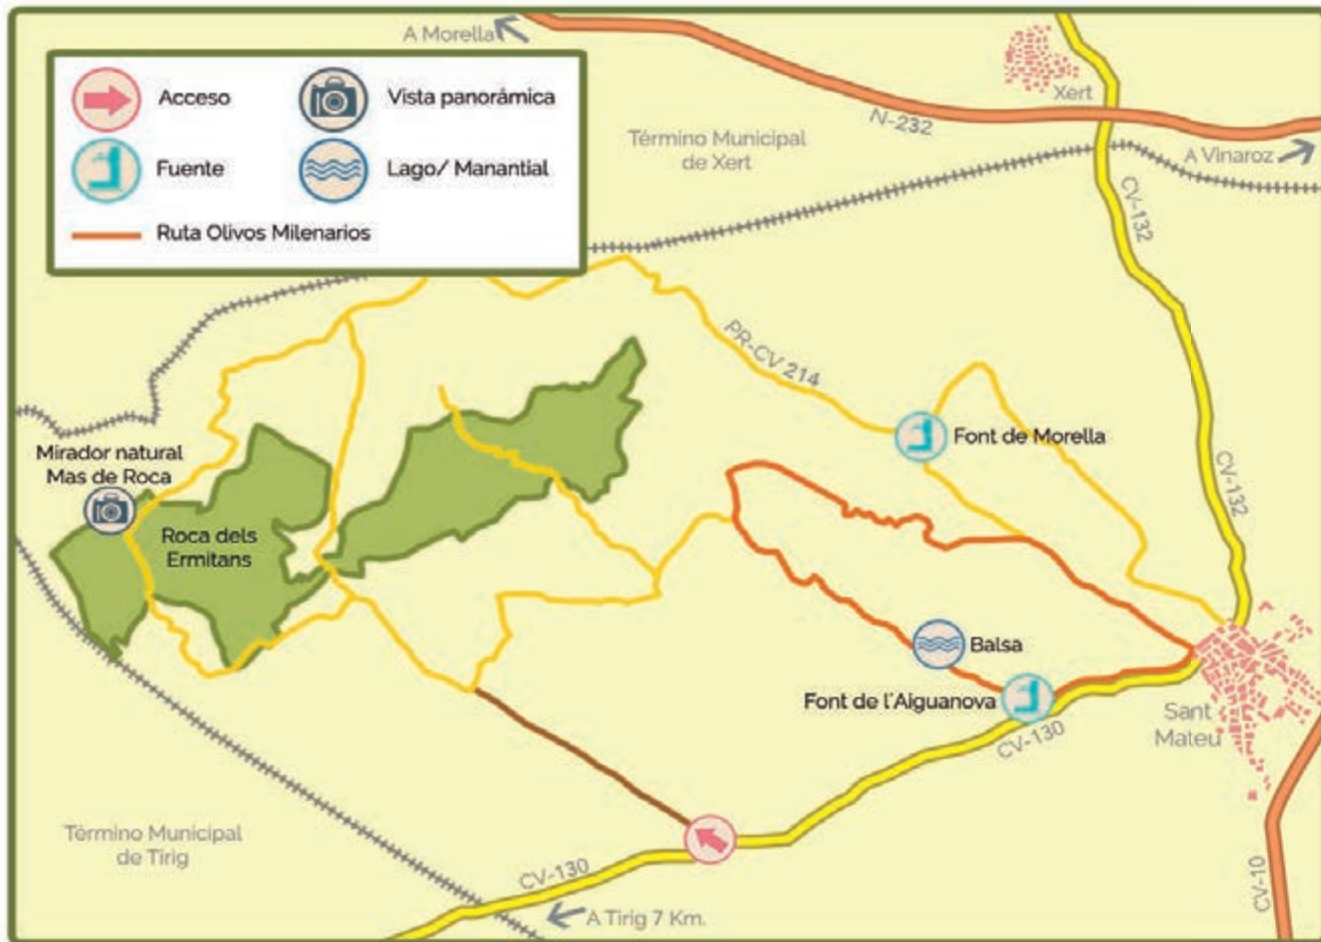 A Morella
Acceso
Vista panorámica
Fuente
Lago/ Manantial
Ruta Olivos Milenarios
Xert
N-232
Término Municipal
de Xert
A Vinaroz
CV-132
PR-CV 214
Mirador natural
Mas de Roca
Font de Morella
CV-132
Roca dels
Ermitans
Balsa
Font de l'Aiguanova
Sant
Mateu
CV-130
Término Municipal
de Tirig
CV-130
A Tirig 7 Km.
CV-10